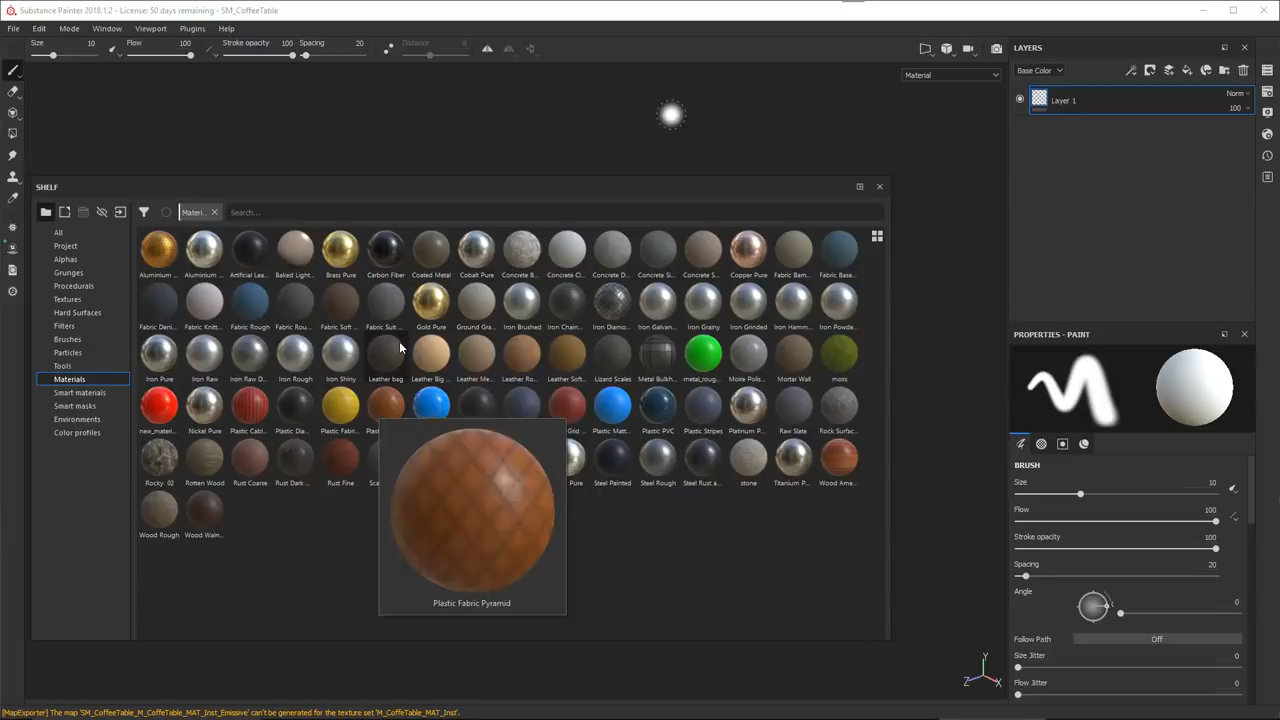 Substance Painter 2018.1.2 - License: 50 days remaining - SM_CoffeeTable
File Edit Mode Window Viewport Plugins Help
Size 10 Flow 100 Stroke opacity 100 Spacing 20 Distance 8
Material
LAYERS
Base Color
Layer 1 Norm
100
SHELF
Materi... Search...
All
Project
Alphas
Grunges
Procedurals
Textures
Hard Surfaces
Filters
Brushes
Particles
Tools
Materials
Smart materials
Smart masks
Environments
Color profiles
Aluminium ... Aluminium ... Artificial Lea... Baked Light... Brass Pure Carbon Fiber Coated Metal Cobalt Pure Concrete B... Concrete Cl... Concrete D... Concrete Si... Concrete S... Copper Pure Fabric Bam... Fabric Base...
Fabric Deni... Fabric Knitt... Fabric Rough Fabric Rou... Fabric Soft ... Fabric Suit ... Gold Pure Ground Gra... Iron Brushed Iron Chain... Iron Diamo... Iron Galvan... Iron Grainy Iron Grinded Iron Hamm... Iron Powde...
Iron Pure Iron Raw Iron Raw D... Iron Rough Iron Shiny Leather bag Leather Big ... Leather Me... Leather Ro... Leather Soft... Lizard Scales Metal Bulkh... metal_roug... Moire Polis... Mortar Wall moss
new_materi... Nickel Pure Plastic Cabl... Plastic Dia... Plastic Fabri... Plast Grid ... Plastic Matt... Plastic PVC Plastic Stripes Platinum P... Raw Slate Rock Surfac...
Rocky 02 Rotten Wood Rust Coarse Rust Dark ... Rust Fine Sca Pure Steel Painted Steel Rough Steel Rust a... stone Titanium P... Wood Ame...
Wood Rough Wood Waln...
Plastic Fabric Pyramid
PROPERTIES - PAINT
BRUSH
Size 10
Flow 100
Stroke opacity 100
Spacing 20
Angle 0
Follow Path Off
Size Jitter 0
Flow Jitter 0
Y
Z X
[MapExporter] The map 'SM_CoffeeTable_M_CoffeTable_MAT_Inst_Emissive' can't be generated for the texture set 'M_CoffeTable_MAT_Inst'.